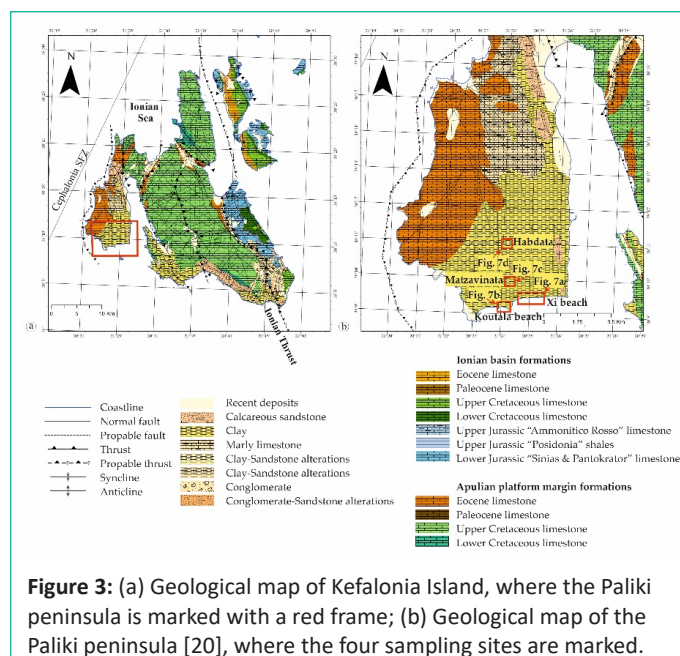 N
Ionian
Sea
Cephalonia SFZ
Ionian Thrust
(a)
0
5
10 Km
N
Habdata
Fig. 7d
Fig. 7c
Matzavinata
Fig. 7a
Fig. 7b
Xi beach
Koutala beach
(b)
0
1.75
3.5 Km
Coastline
Normal fault
Propable fault
Thrust
Propable thrust
Syncline
Anticline
Recent deposits
Calcareous sandstone
Clay
Marly limestone
Clay-Sandstone alterations
Clay-Sandstone alterations
Conglomerate
Conglomerate-Sandstone alterations
Ionian basin formations
Eocene limestone
Paleocene limestone
Upper Cretaceous limestone
Lower Cretaceous limestone
Upper Jurassic "Ammonitico Rosso" limestone
Upper Jurassic "Posidonia" shales
Lower Jurassic "Sinias & Pantokrator" limestone
Apulian platform margin formations
Eocene limestone
Paleocene limestone
Upper Cretaceous limestone
Lower Cretaceous limestone
Figure 3: (a) Geological map of Kefalonia Island, where the Paliki
peninsula is marked with a red frame; (b) Geological map of the
Paliki peninsula [20], where the four sampling sites are marked.